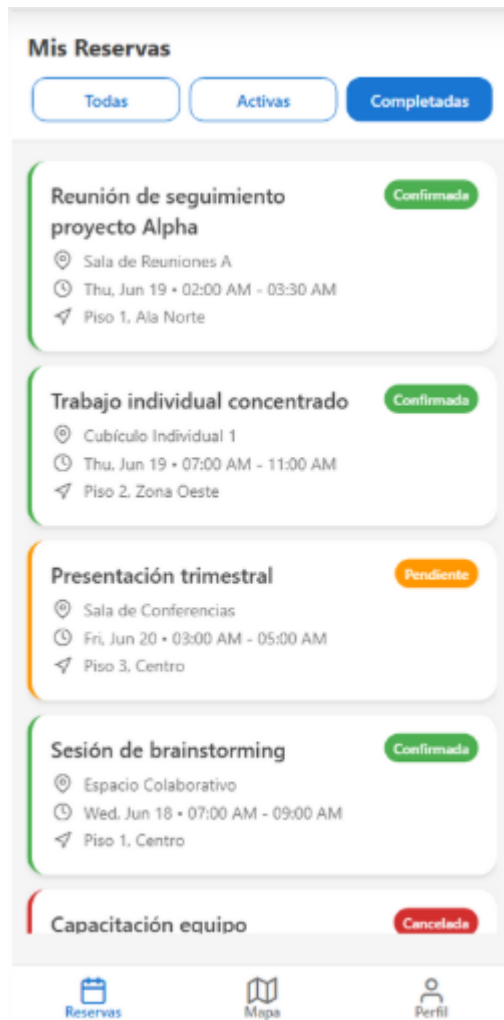 Mis Reservas
Todas
Activas
Completadas
Reunión de seguimiento
proyecto Alpha
Confirmada
Sala de Reuniones A
Thu, Jun 19 • 02:00 AM - 03:30 AM
Piso 1, Ala Norte
Trabajo individual concentrado
Confirmada
Cubículo Individual 1
Thu, Jun 19 • 07:00 AM - 11:00 AM
Piso 2, Zona Oeste
Presentación trimestral
Pendiente
Sala de Conferencias
Fri, Jun 20 • 03:00 AM - 05:00 AM
Piso 3, Centro
Sesión de brainstorming
Confirmada
Espacio Colaborativo
Wed, Jun 18 • 07:00 AM - 09:00 AM
Piso 1, Centro
Capacitación equipo
Cancelada
Reservas
Mapa
Perfil